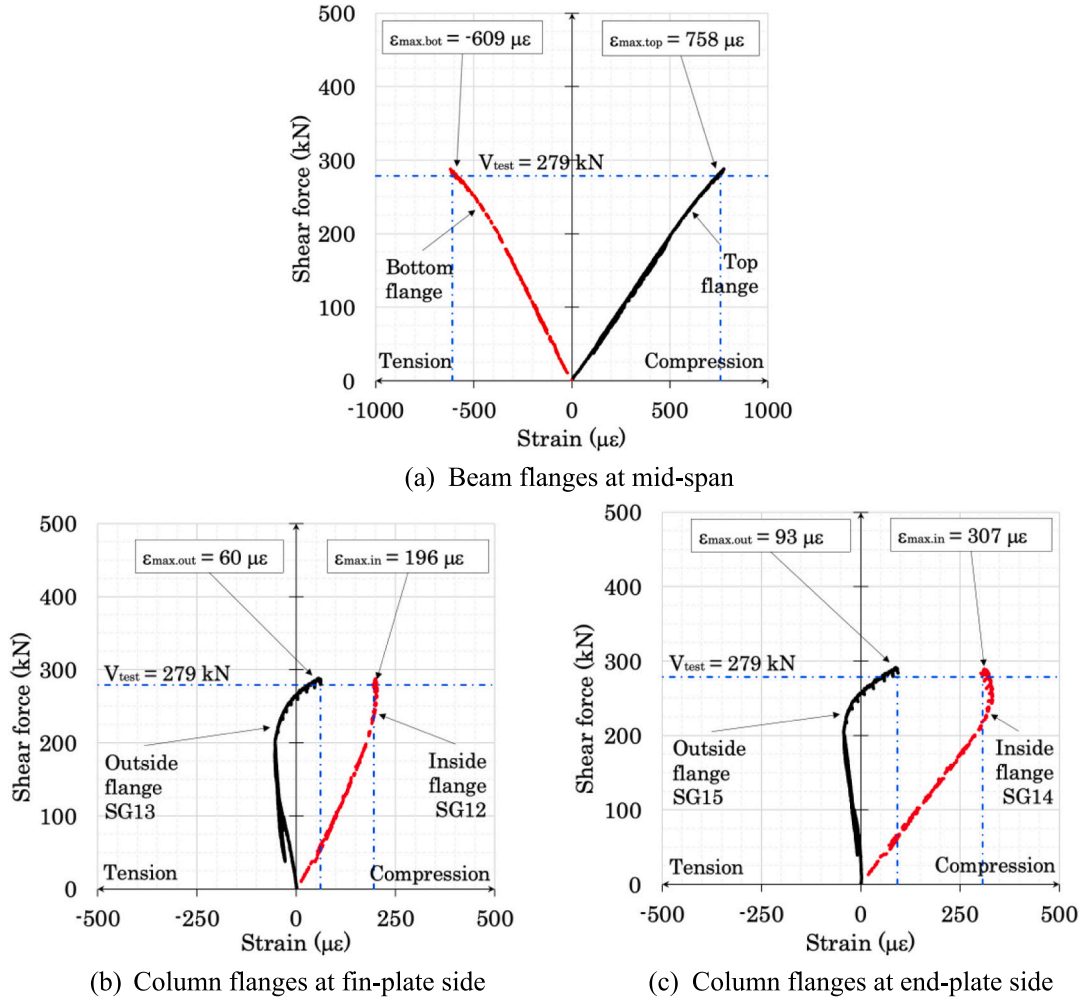 500
400
300
200
100
0
Shear force (kN)
εmax.bot = -609 με
εmax.top = 758 με
Vtest = 279 kN
Bottom
flange
Top
flange
Tension
Compression
-1000
-500
0
500
1000
Strain (με)
(a) Beam flanges at mid-span
500
400
300
200
100
0
Shear force (kN)
εmax.out = 60 με
εmax.in = 196 με
Vtest = 279 kN
Outside
flange
SG13
Inside
flange
SG12
Tension
Compression
-500
-250
0
250
500
Strain (με)
(b) Column flanges at fin-plate side
500
400
300
200
100
0
Shear force (kN)
εmax.out = 93 με
εmax.in = 307 με
Vtest = 279 kN
Outside
flange
SG15
Inside
flange
SG14
Tension
Compression
-500
-250
0
250
500
Strain (με)
(c) Column flanges at end-plate side